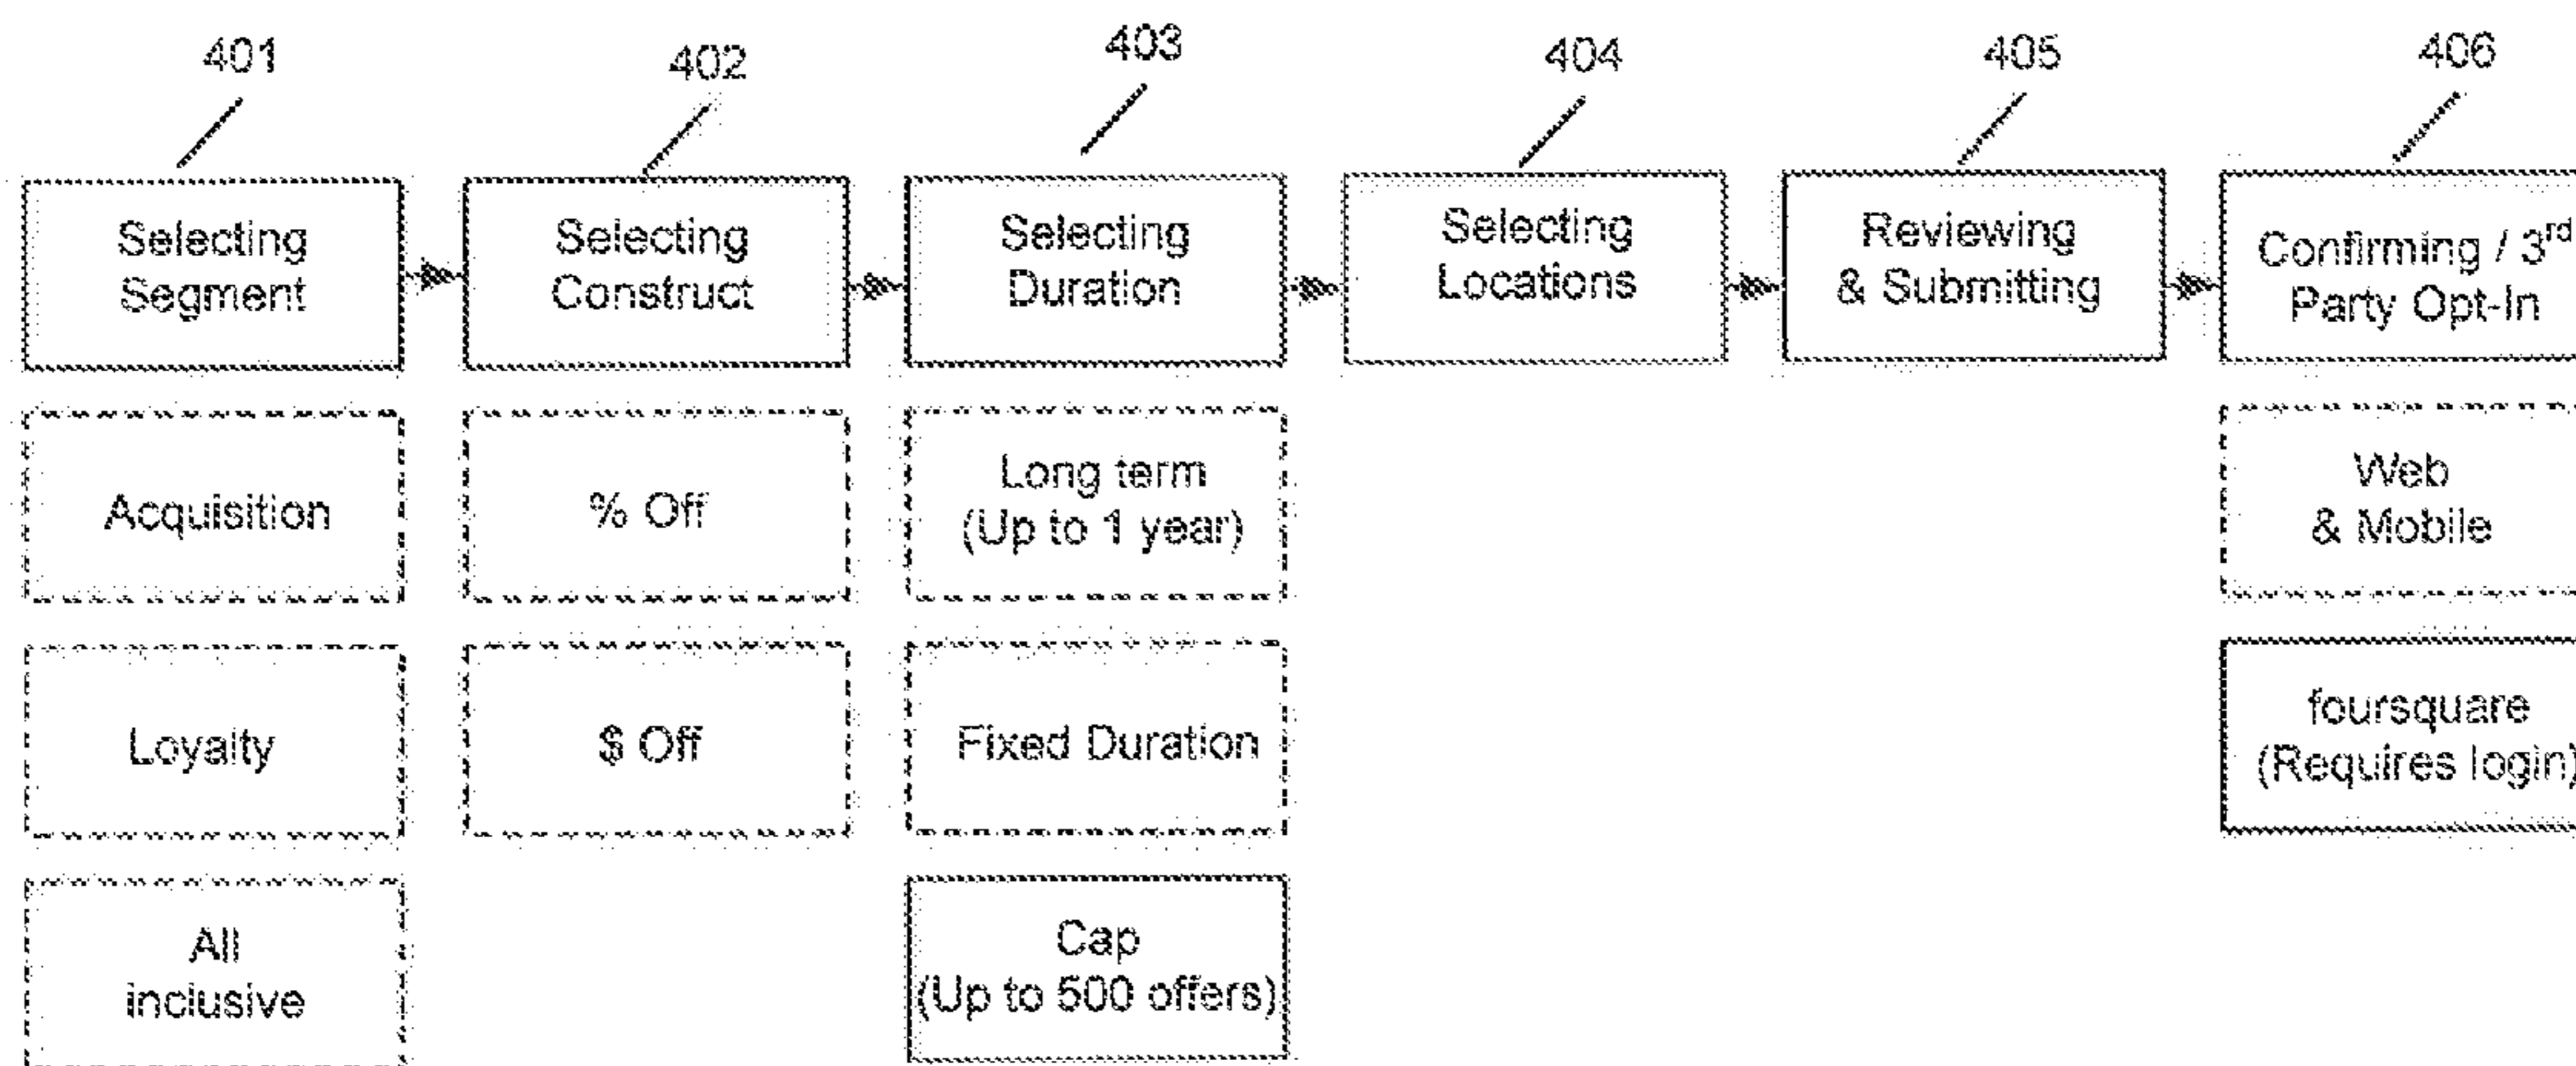 401
402
403
404
405
406
Selecting
Segment
Selecting
Construct
Selecting
Duration
Selecting
Locations
Reviewing
& Submitting
Confirming / 3rd
Party Opt-In
Acquisition
% Off
Long term
(Up to 1 year)
Web
& Mobile
Loyalty
$ Off
Fixed Duration
foursquare
(Requires login)
All
inclusive
Cap
(Up to 500 offers)